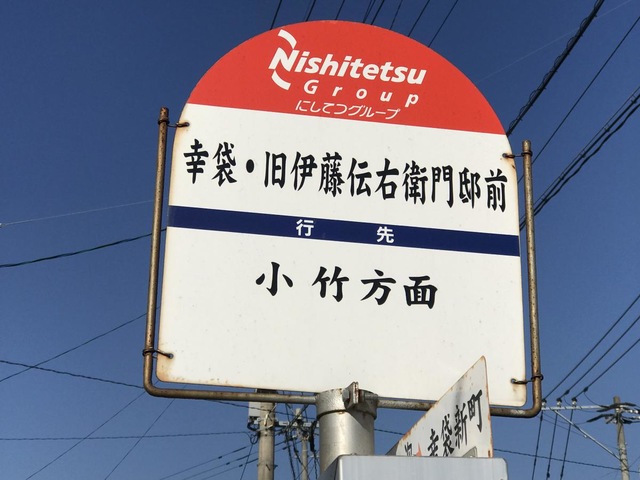 Nishitetsu
Group
にしてつグループ
幸袋・旧伊藤伝右衛門邸前
行先
小竹方面
幸袋新町